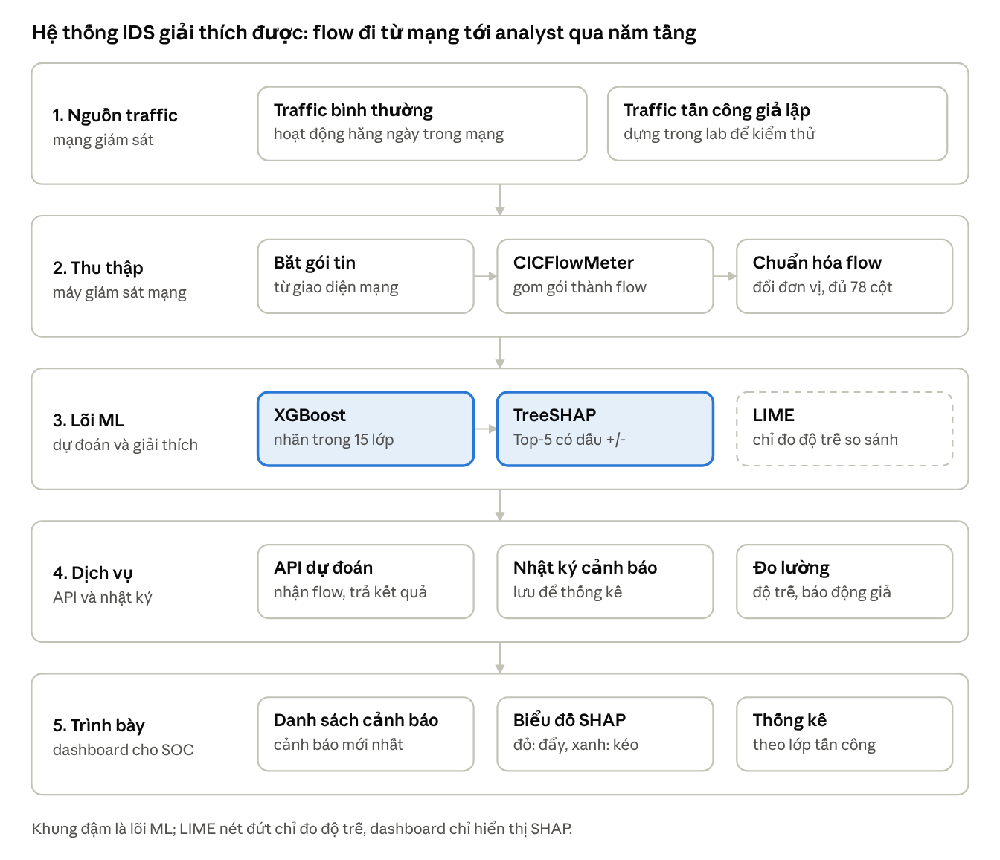 Hệ thống IDS giải thích được: flow đi từ mạng tới analyst qua năm tầng
1. Nguồn traffic
mạng giám sát
Traffic bình thường
hoạt động hằng ngày trong mạng
Traffic tấn công giả lập
dựng trong lab để kiểm thử
2. Thu thập
máy giám sát mạng
Bắt gói tin
từ giao diện mạng
CICFlowMeter
gom gói thành flow
Chuẩn hóa flow
đổi đơn vị, đủ 78 cột
3. Lõi ML
dự đoán và giải thích
XGBoost
nhãn trong 15 lớp
TreeSHAP
Top-5 có dấu +/-
LIME
chỉ đo độ trễ so sánh
4. Dịch vụ
API và nhật ký
API dự đoán
nhận flow, trả kết quả
Nhật ký cảnh báo
lưu để thống kê
Đo lường
độ trễ, báo động giả
5. Trình bày
dashboard cho SOC
Danh sách cảnh báo
cảnh báo mới nhất
Biểu đồ SHAP
đỏ: đẩy, xanh: kéo
Thống kê
theo lớp tấn công
Khung đậm là lõi ML; LIME nét đứt chỉ đo độ trễ, dashboard chỉ hiển thị SHAP.